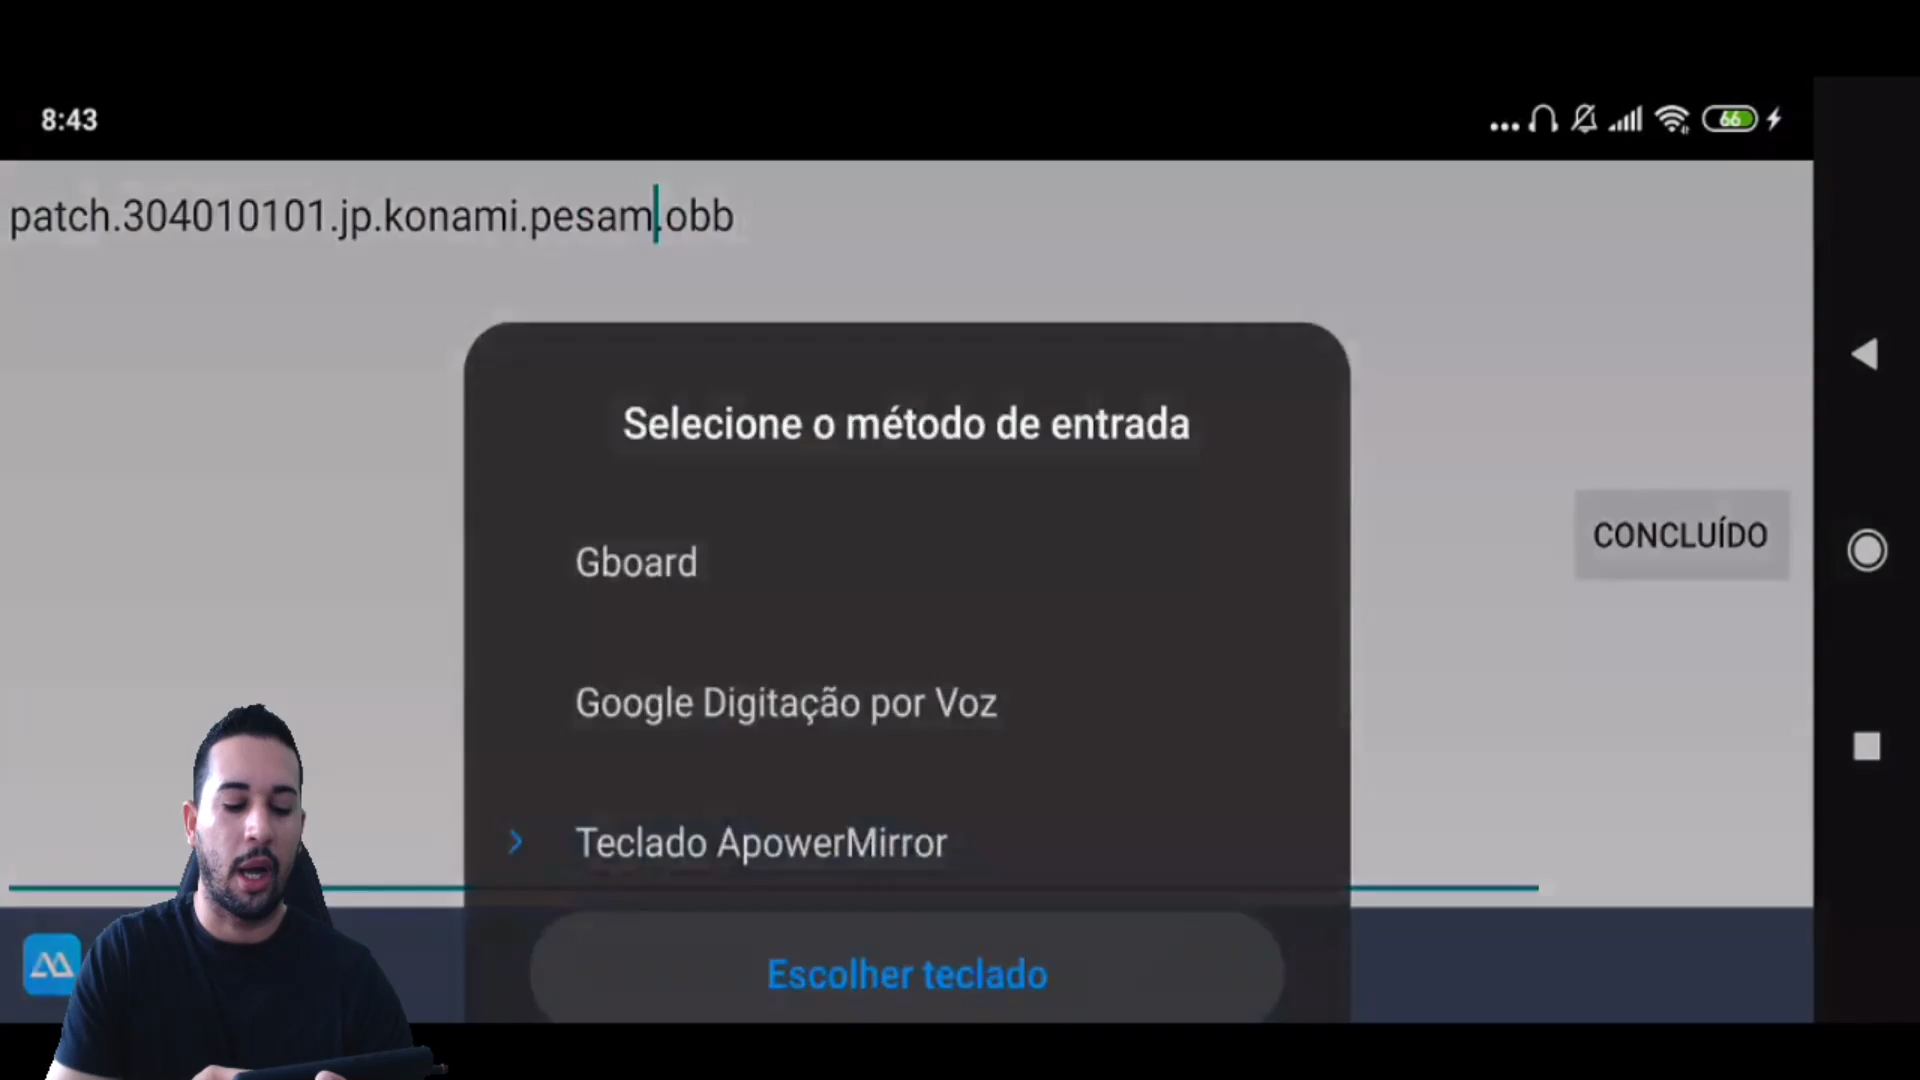 8:43
66
patch.304010101.jp.konami.pesam.obb
Selecione o método de entrada
Gboard
CONCLUÍDO
Google Digitação por Voz
Teclado ApowerMirror
Escolher teclado